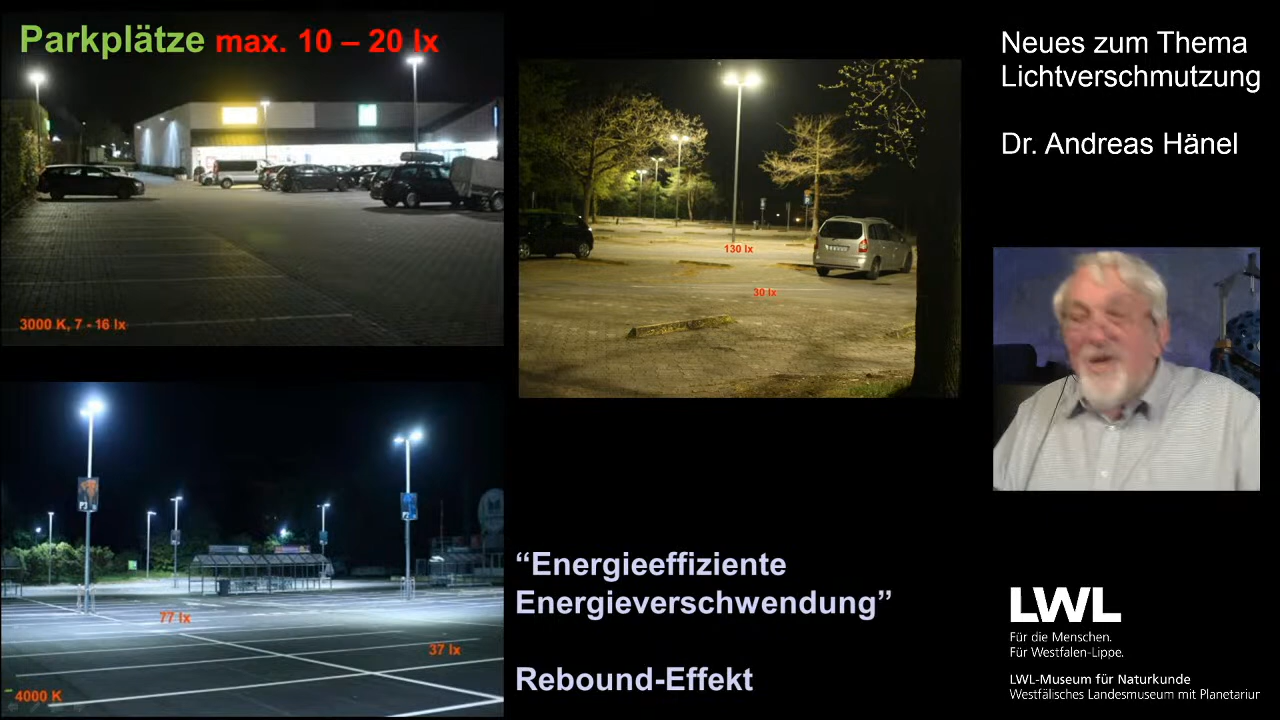 Parkplätze max. 10 – 20 lx
3000 K, 7 - 16 lx
130 lx
30 lx
77 lx
37 lx
4000 K
“Energieeffiziente
Energieverschwendung”
Rebound-Effekt
Neues zum Thema
Lichtverschmutzung
Dr. Andreas Hänel
LWL
Für die Menschen.
Für Westfalen-Lippe.
LWL-Museum für Naturkunde
Westfälisches Landesmuseum mit Planetariur